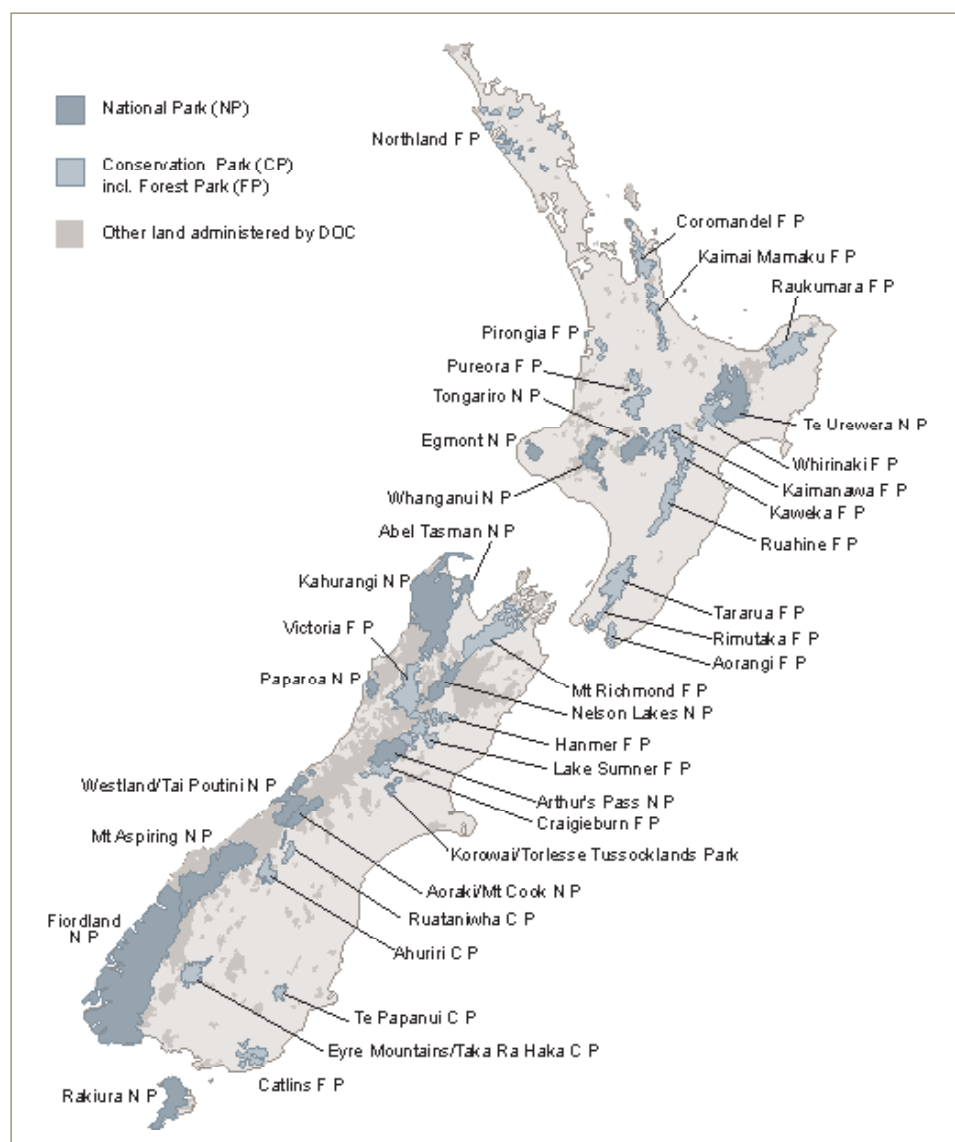 National Park (NP)
Conservation Park (CP)
incl. Forest Park (FP)
Other land administered by DOC
Northland F P
Coromandel F P
Kaimai Mamaku F P
Raukumara F P
Pirongia F P
Pureora F P
Tongariro N P
Egmont N P
Te Urewera N P
Whirinaki F P
Whanganui N P
Kaimanawa F P
Kaweka F P
Abel Tasman N P
Ruahine F P
Kahurangi N P
Tararua F P
Victoria F P
Rimutaka F P
Aorangi F P
Paparoa N P
Mt Richmond F P
Nelson Lakes N P
Hanmer F P
Lake Sumner F P
Westland/Tai Poutini N P
Arthur's Pass N P
Craigieburn F P
Mt Aspiring N P
Korowai/Torlesse Tussocklands Park
Aoraki/Mt Cook N P
Fiordland
N P
Ruataniwha C P
Ahuriri C P
Te Papanui C P
Eyre Mountains/Taka Ra Haka C P
Catlins F P
Rakiura N P